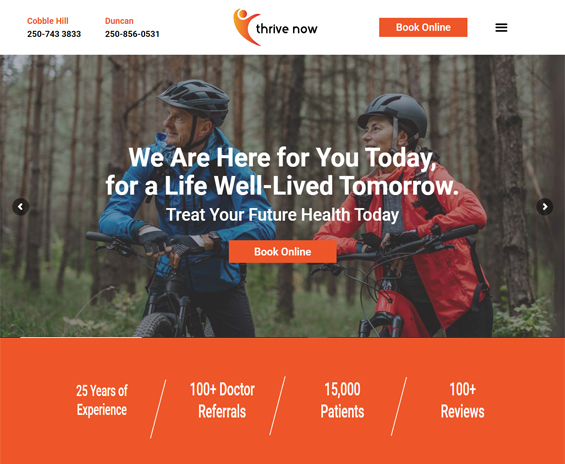 Cobble Hill
250-743 3833
Duncan
250-856-0531
thrive now
Book Online
We Are Here for You Today,
for a Life Well-Lived Tomorrow.
Treat Your Future Health Today
Book Online
25 Years of
Experience
100+ Doctor
Referrals
15,000
Patients
100+
Reviews